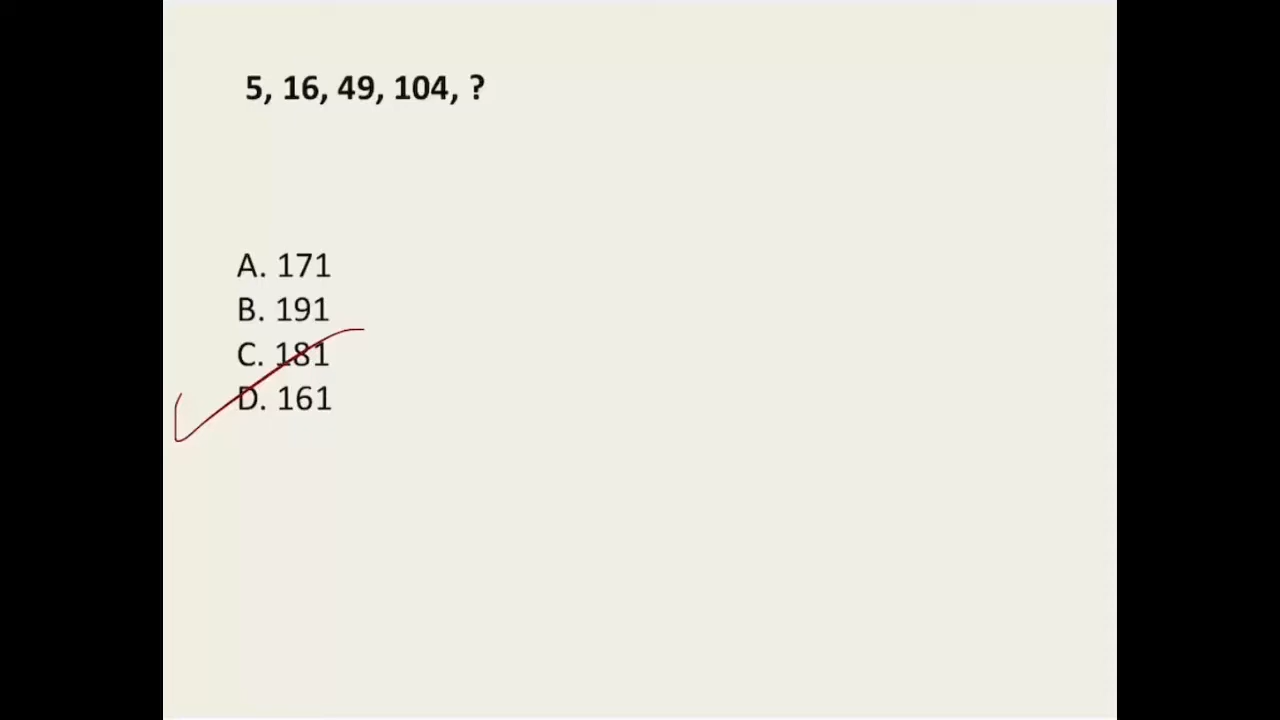 5, 16, 49, 104, ?
A. 171
B. 191
C. 181
D. 161